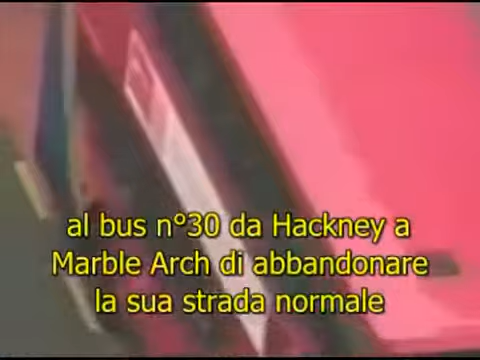 al bus n°30 da Hackney a
Marble Arch di abbandonare
la sua strada normale